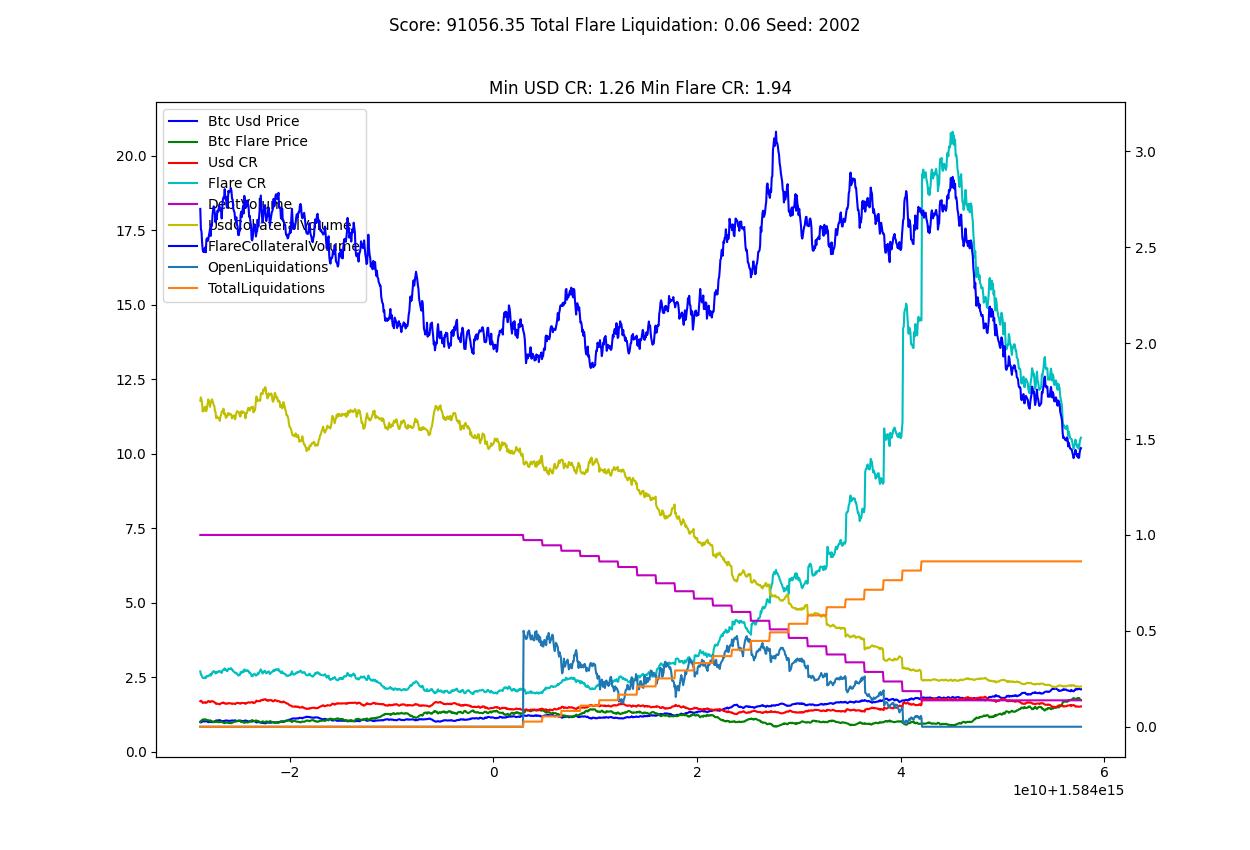 Score: 91056.35 Total Flare Liquidation: 0.06 Seed: 2002
Min USD CR: 1.26 Min Flare CR: 1.94
Btc Usd Price
Btc Flare Price
Usd CR
Flare CR
DebtVolume
UsdCollateralVolume
FlareCollateralVolume
OpenLiquidations
TotalLiquidations
20.0
17.5
15.0
12.5
10.0
7.5
5.0
2.5
0.0
3.0
2.5
2.0
1.5
1.0
0.5
0.0
−2 0 2 4 6
1e10+1.584e15